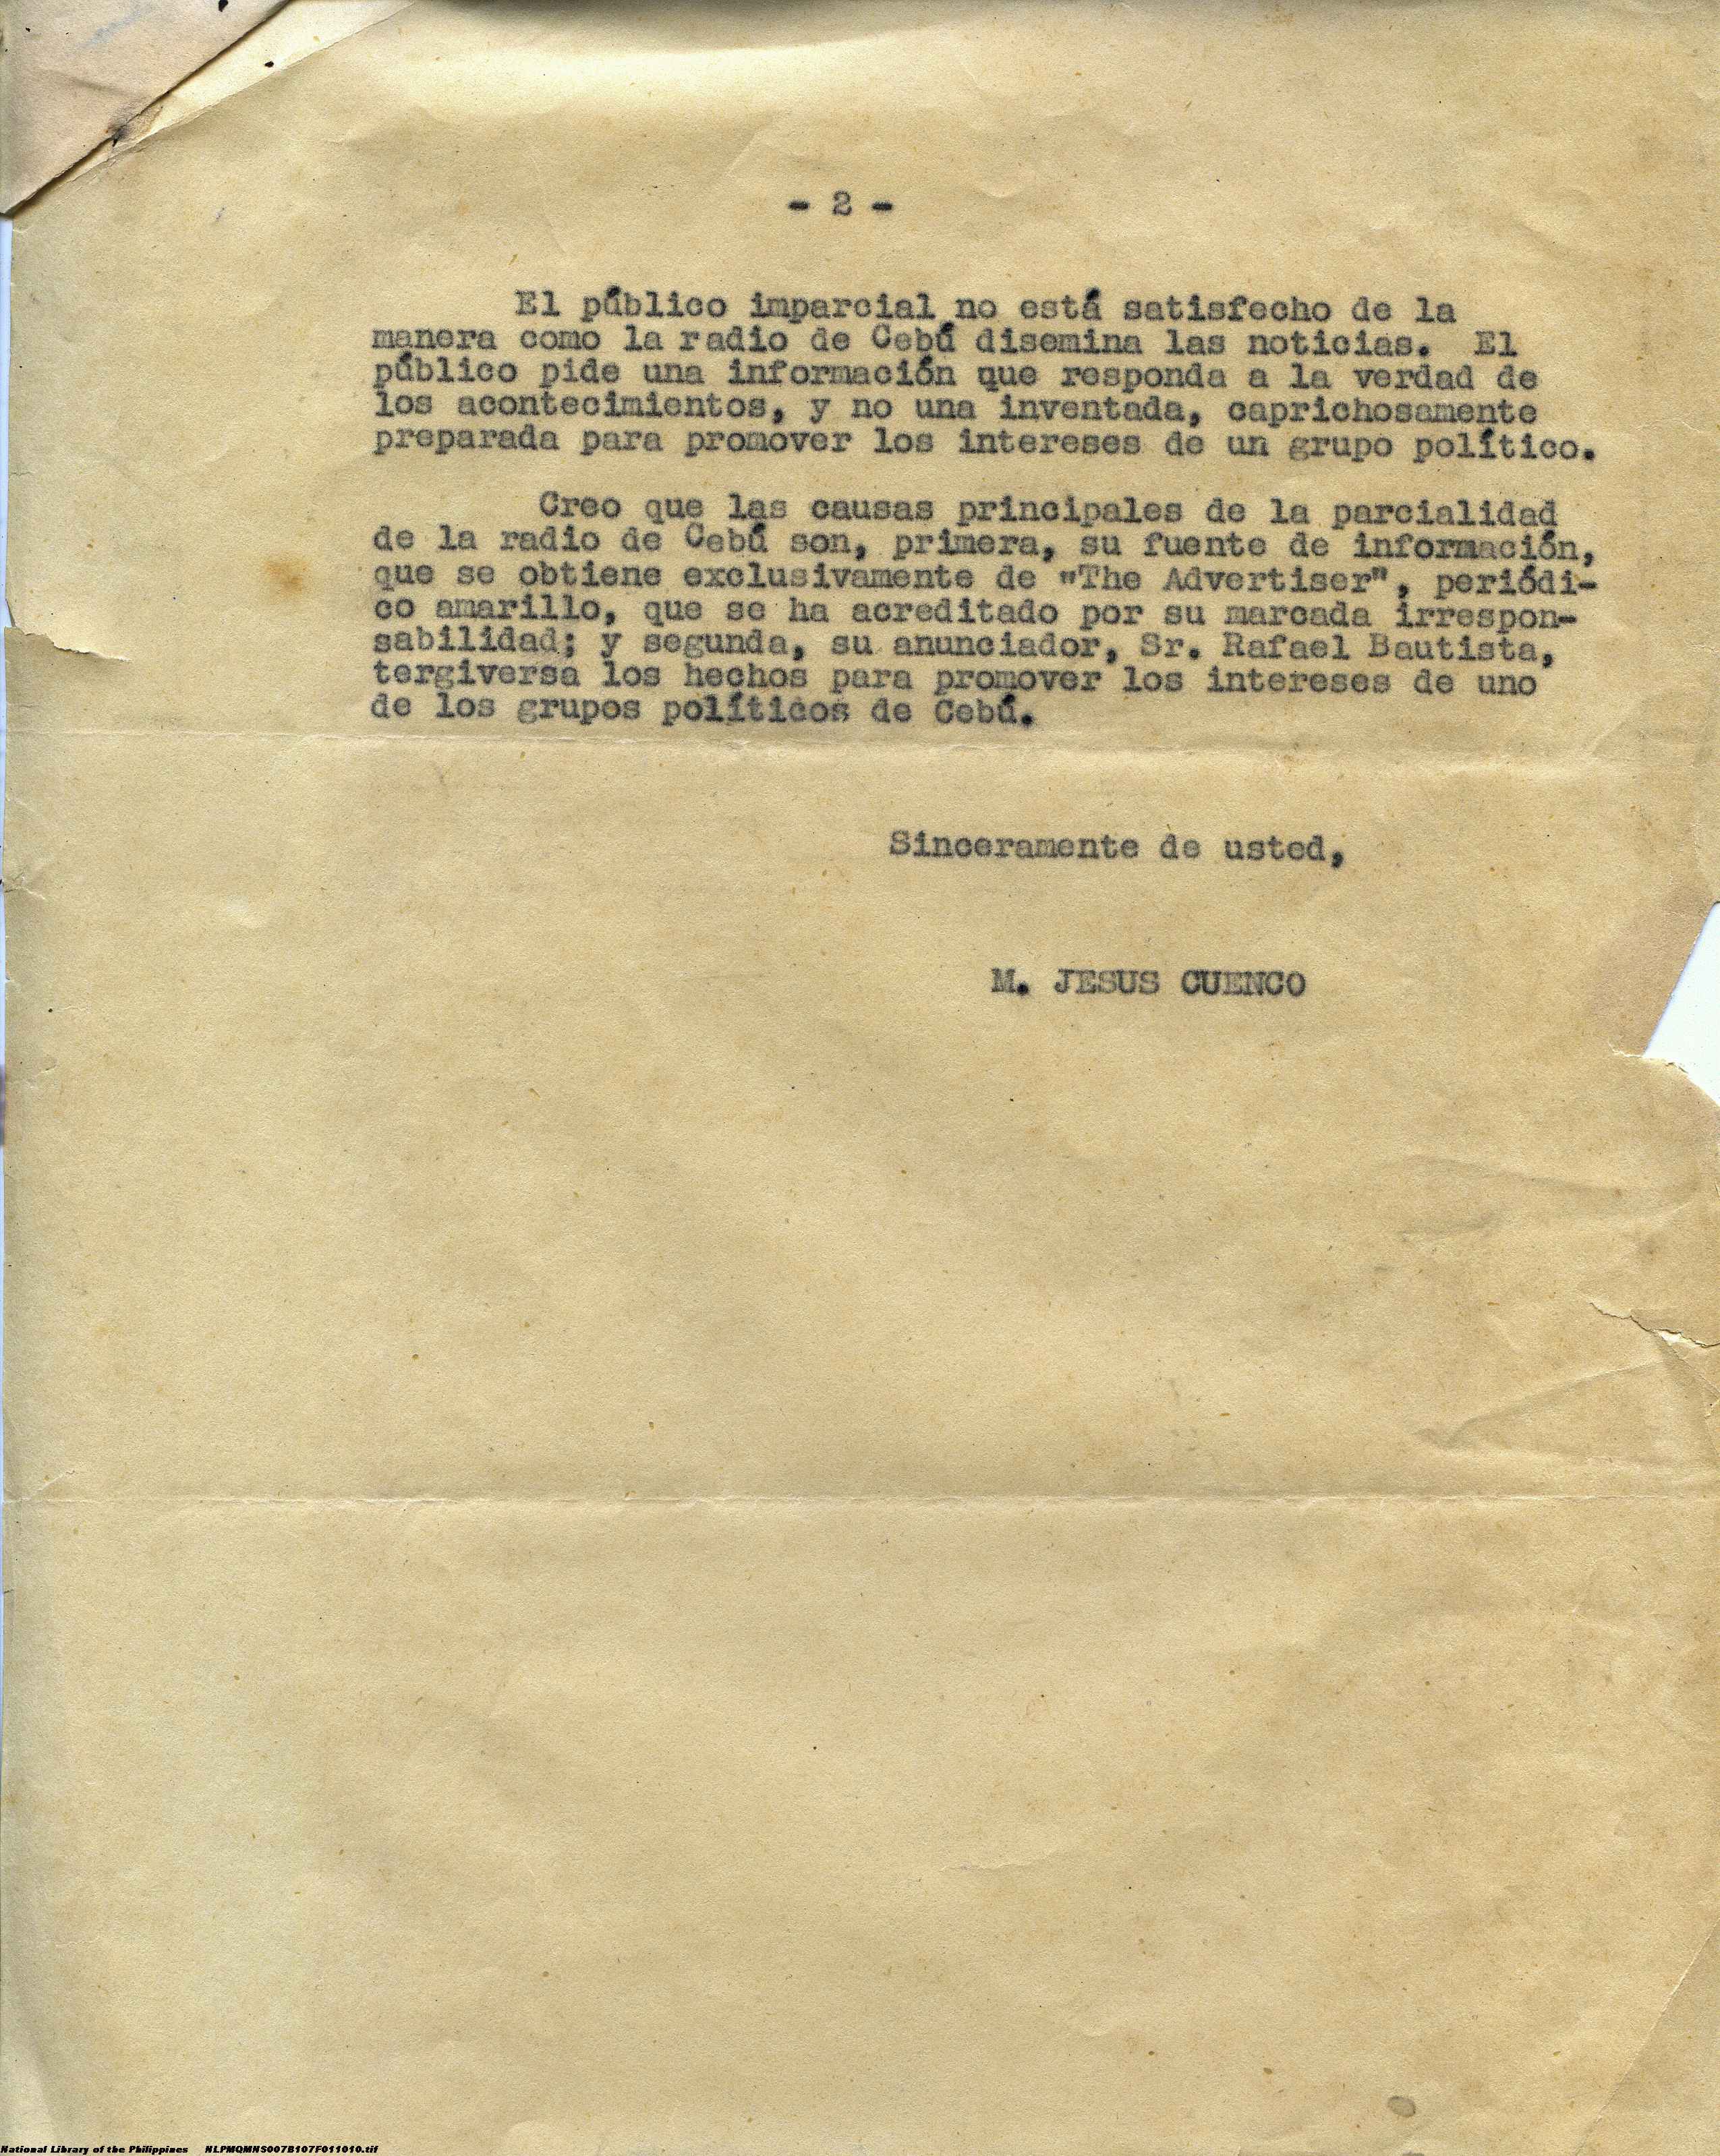 - 2 -
El público imparcial no está satisfecho de la
manera como la radio de Cebú disemina las noticias. El
público pide una información que responda a la verdad de
los acontecimientos, y no una inventada, caprichosamente
preparada para promover los intereses de un grupo político.
Creo que las causas principales de la parcialidad
de la radio de Cebú son, primera, su fuente de información,
que se obtiene exclusivamente de "The Advertiser", periódi-
co amarillo, que se ha acreditado por su marcada irrespon-
sabilidad; y segunda, su anunciador, Sr. Rafael Bautista,
tergiversa los hechos para promover los intereses de uno
de los grupos políticos de Cebú.
Sinceramente de usted,
M. JESUS CUENCO
National Library of the Philippines NLPMQMNS007B107F011010.tif